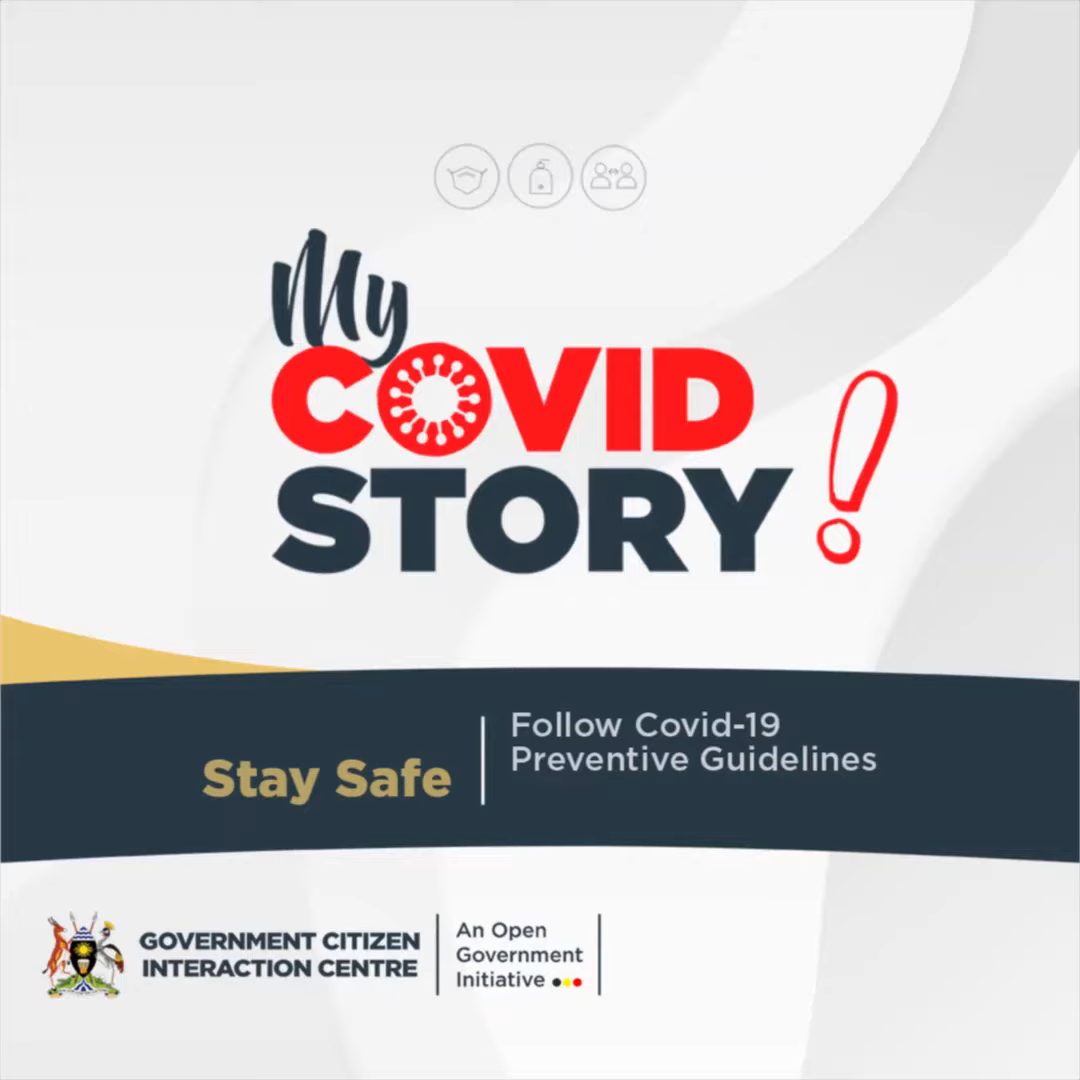 My
COVID
STORY!
Stay Safe
Follow Covid-19
Preventive Guidelines
GOVERNMENT CITIZEN
INTERACTION CENTRE
An Open
Government
Initiative